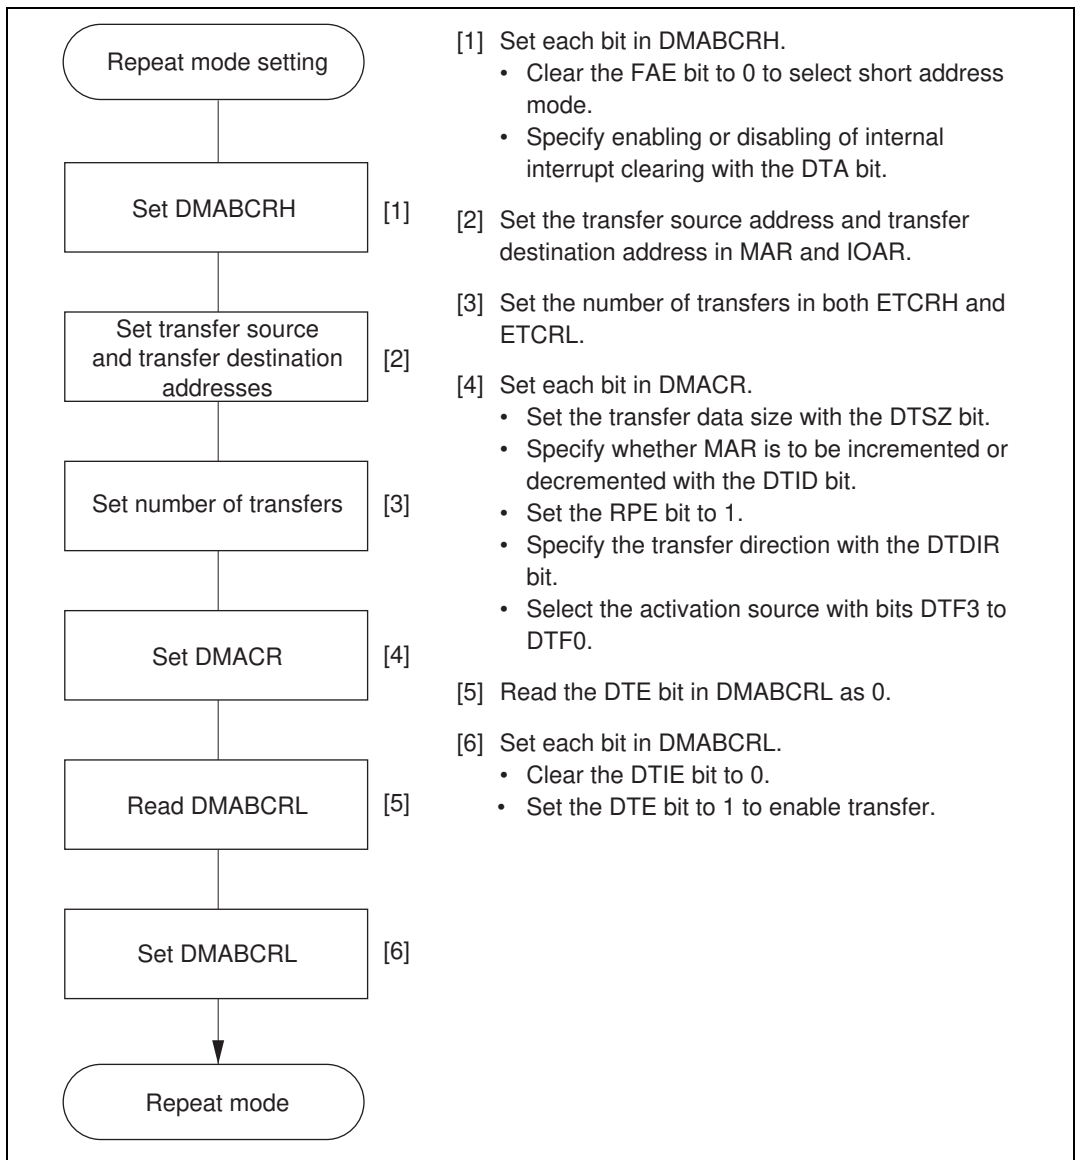 Repeat mode setting
Set DMABCRH
[1]
Set transfer source
and transfer destination
addresses
[2]
Set number of transfers
[3]
Set DMACR
[4]
Read DMABCRL
[5]
Set DMABCRL
[6]
Repeat mode
[1] Set each bit in DMABCRH.
• Clear the FAE bit to 0 to select short address
mode.
• Specify enabling or disabling of internal
interrupt clearing with the DTA bit.
[2] Set the transfer source address and transfer
destination address in MAR and IOAR.
[3] Set the number of transfers in both ETCRH and
ETCRL.
[4] Set each bit in DMACR.
• Set the transfer data size with the DTSZ bit.
• Specify whether MAR is to be incremented or
decremented with the DTID bit.
• Set the RPE bit to 1.
• Specify the transfer direction with the DTDIR
bit.
• Select the activation source with bits DTF3 to
DTF0.
[5] Read the DTE bit in DMABCRL as 0.
[6] Set each bit in DMABCRL.
• Clear the DTIE bit to 0.
• Set the DTE bit to 1 to enable transfer.